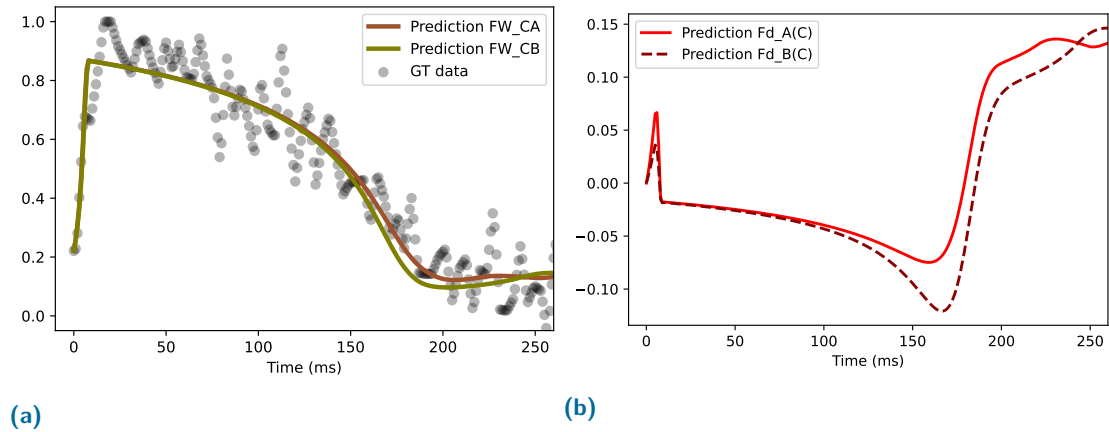 Prediction FW_CA
Prediction FW_CB
GT data
1.0
0.8
0.6
0.4
0.2
0.0
0 50 100 150 200 250
Time (ms)
(a)
Prediction Fd_A(C)
Prediction Fd_B(C)
0.15
0.10
0.05
0.00
−0.05
−0.10
0 50 100 150 200 250
Time (ms)
(b)